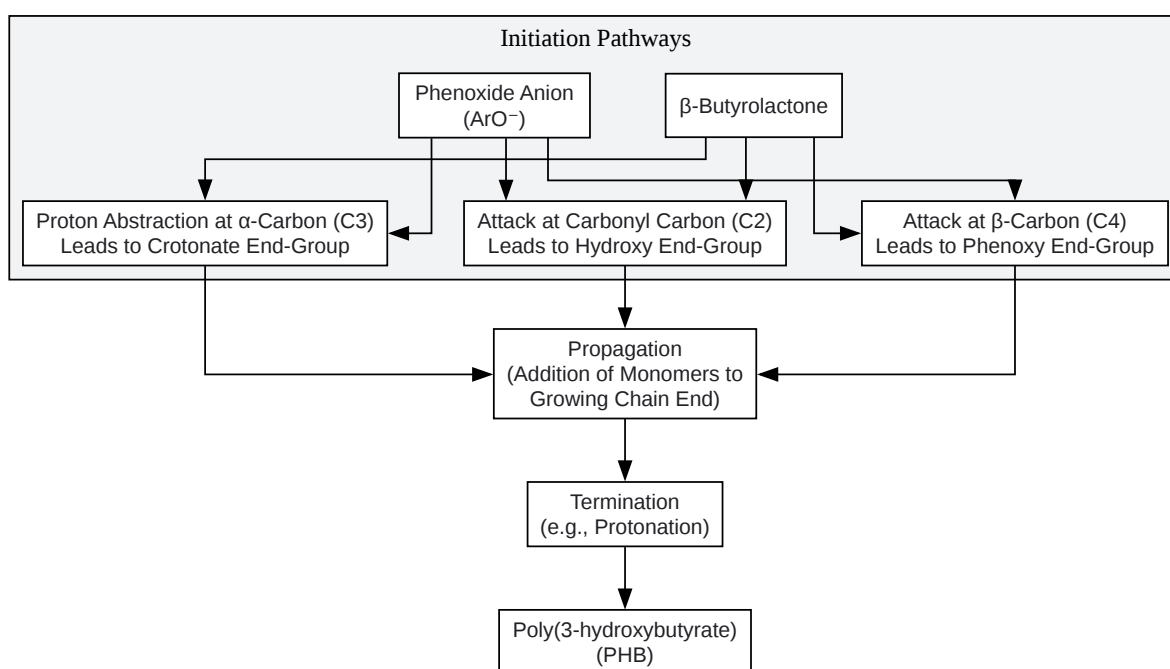 Initiation Pathways
Phenoxide Anion
(ArO⁻)
β-Butyrolactone
Proton Abstraction at α-Carbon (C3)
Leads to Crotonate End-Group
Attack at Carbonyl Carbon (C2)
Leads to Hydroxy End-Group
Attack at β-Carbon (C4)
Leads to Phenoxy End-Group
Propagation
(Addition of Monomers to
Growing Chain End)
Termination
(e.g., Protonation)
Poly(3-hydroxybutyrate)
(PHB)